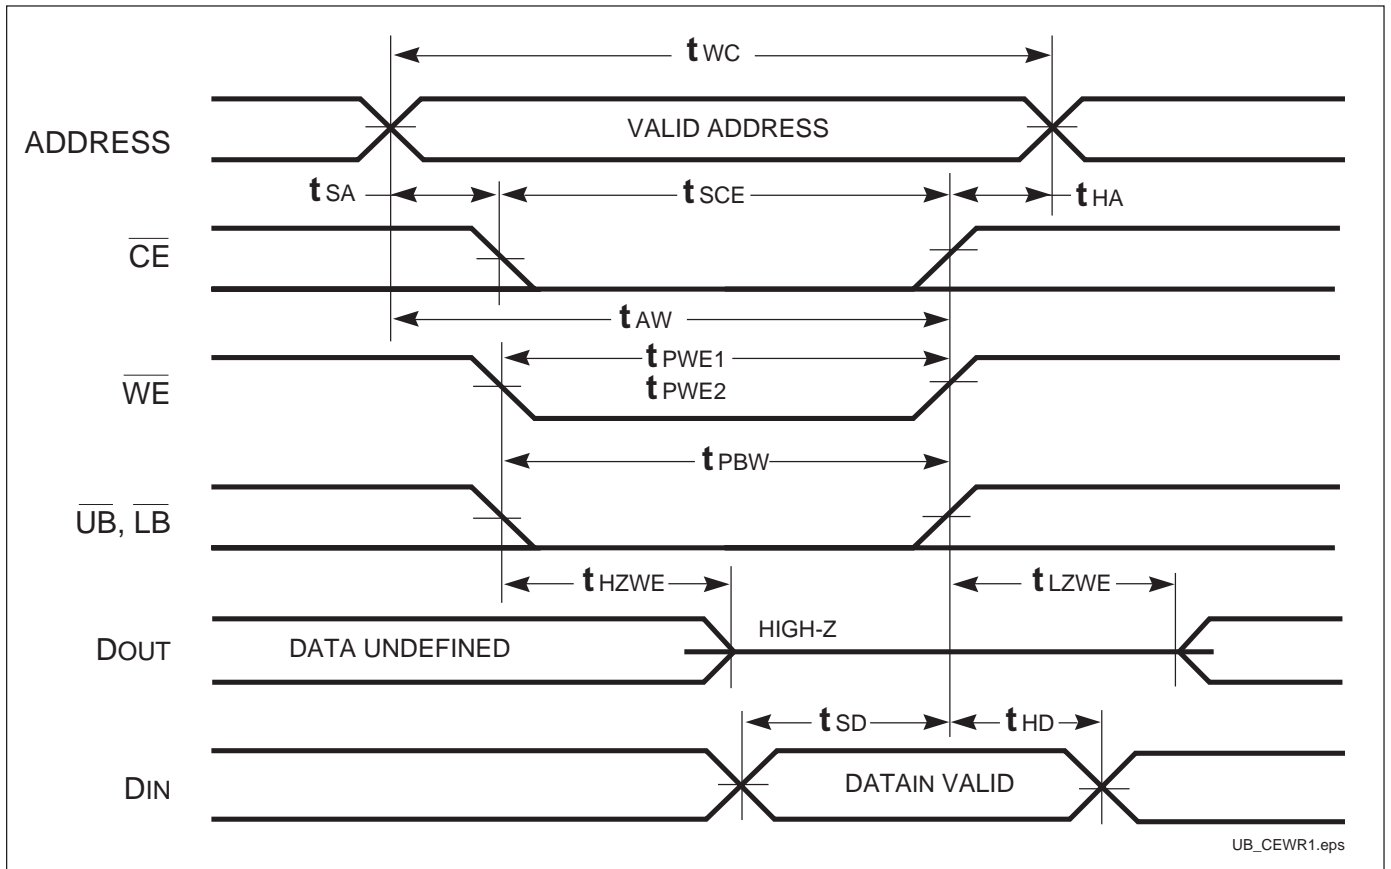 tWC
ADDRESS
VALID ADDRESS
tSA
tSCE
tHA
CE
tAW
WE
tPWE1
tPWE2
tPBW
UB, LB
tHZWE
tLZWE
DOUT
DATA UNDEFINED
HIGH-Z
tSD
tHD
DIN
DATAIN VALID
UB_CEWR1.eps